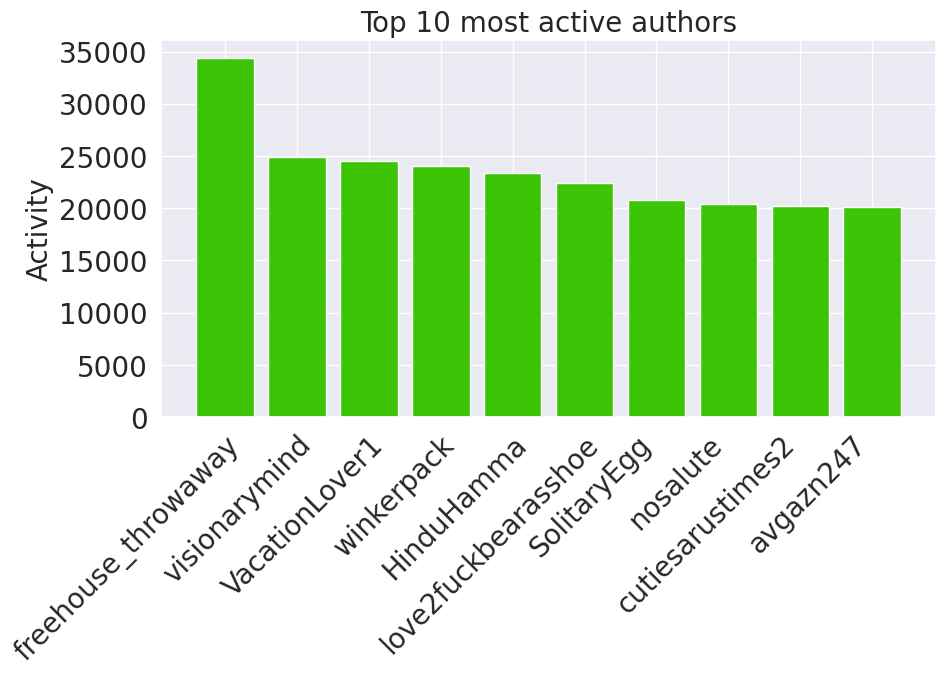 Top 10 most active authors
Activity
35000
30000
25000
20000
15000
10000
5000
0
freehouse_throwaway
visionarymind
VacationLover1
winkerpack
HinduHamma
love2fuckbearasshoe
SolitaryEgg
nosalute
cutiesarustimes2
avgazn247